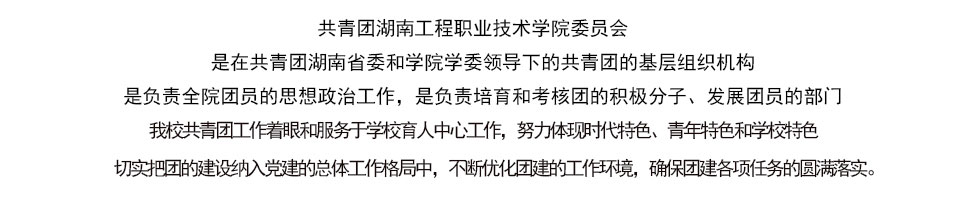 共青团湖南工程职业技术学院委员会
是在共青团湖南省委和学院学委领导下的共青团的基层组织机构
是负责全院团员的思想政治工作，是负责培育和考核团的积极分子、发展团员的部门
我校共青团工作着眼和服务于学校育人中心工作，努力体现时代特色、青年特色和学校特色
切实把团的建设纳入党建的总体工作格局中，不断优化团建的工作环境，确保团建各项任务的圆满落实。